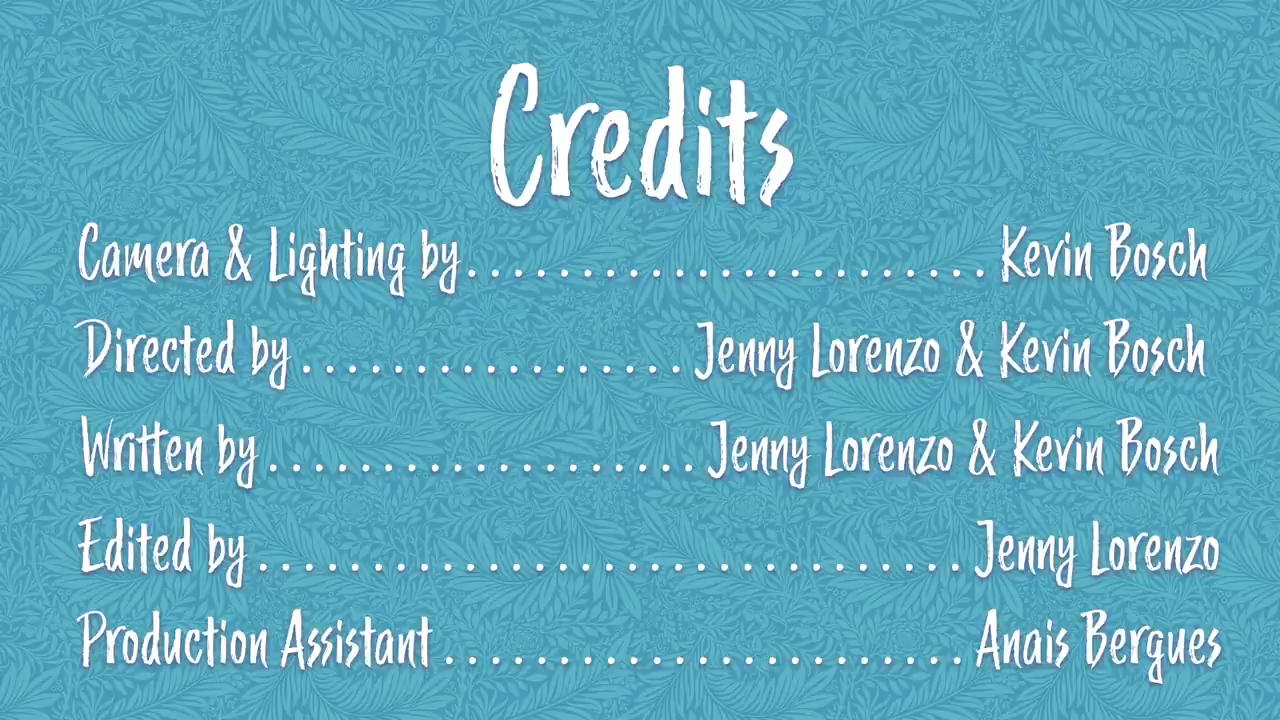 Credits
Camera & Lighting by.......................Kevin Bosch
Directed by.................Jenny Lorenzo & Kevin Bosch
Written by...................Jenny Lorenzo & Kevin Bosch
Edited by...............................Jenny Lorenzo
Production Assistant.......................Anais Bergues